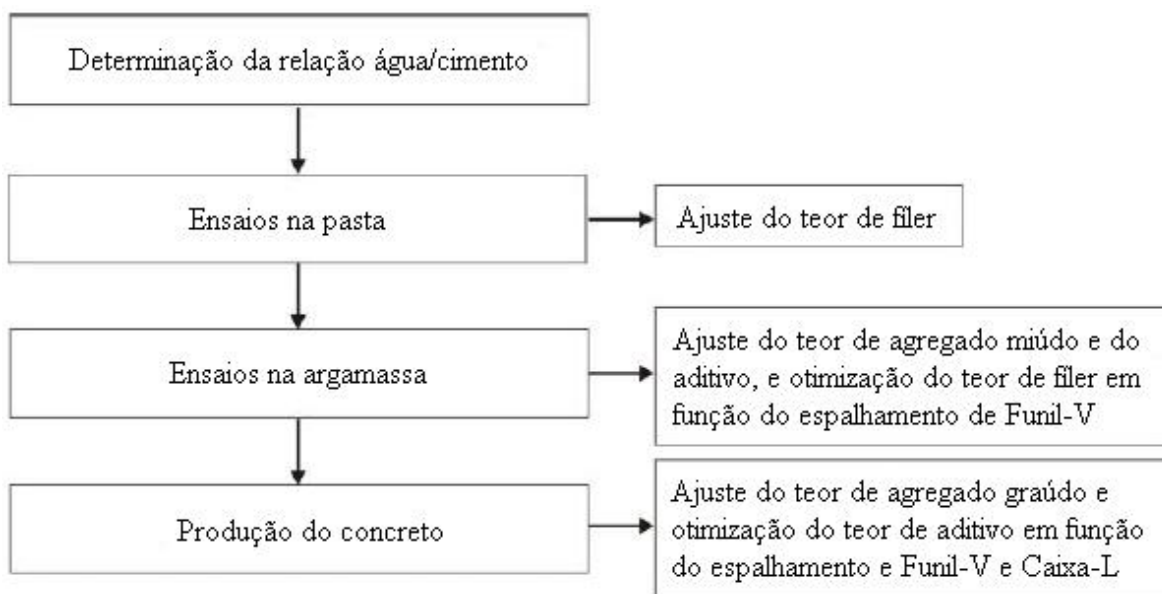 Determinação da relação água/cimento
Ensaios na pasta
Ajuste do teor de fíler
Ensaios na argamassa
Ajuste do teor de agregado miúdo e do
aditivo, e otimização do teor de fíler em
função do espalhamento de Funil-V
Produção do concreto
Ajuste do teor de agregado graúdo e
otimização do teor de aditivo em função
do espalhamento e Funil-V e Caixa-L